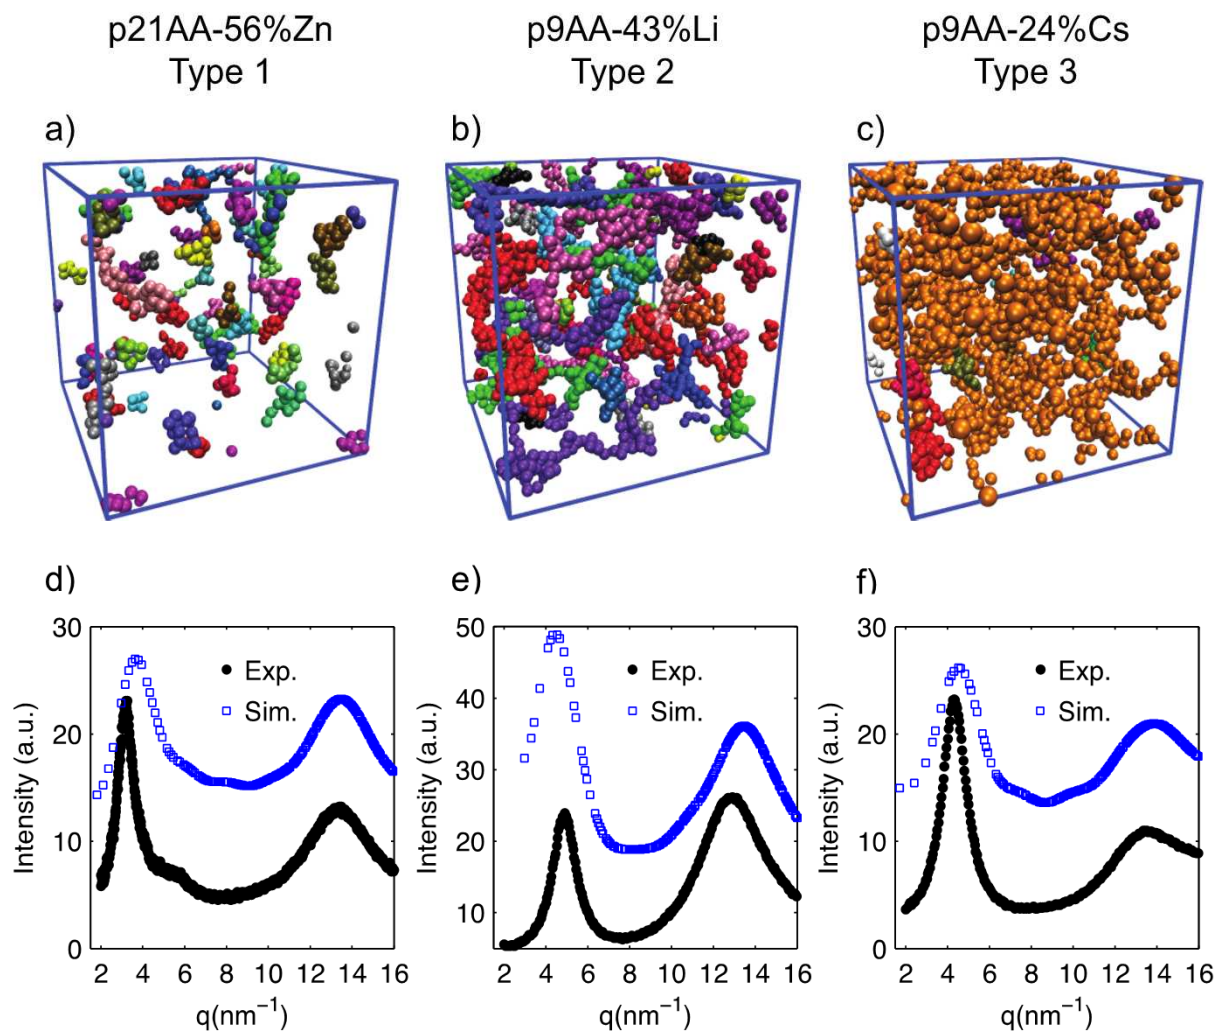 p21AA-56%Zn
Type 1
p9AA-43%Li
Type 2
p9AA-24%Cs
Type 3
a)
b)
c)
d)
30
20
10
0
Intensity (a.u.)
Exp.
Sim.
2 4 6 8 10 12 14 16
q(nm⁻¹)
e)
50
40
30
20
10
Intensity (a.u.)
Exp.
Sim.
2 4 6 8 10 12 14 16
q(nm⁻¹)
f)
30
20
10
0
Intensity (a.u.)
Exp.
Sim.
2 4 6 8 10 12 14 16
q(nm⁻¹)